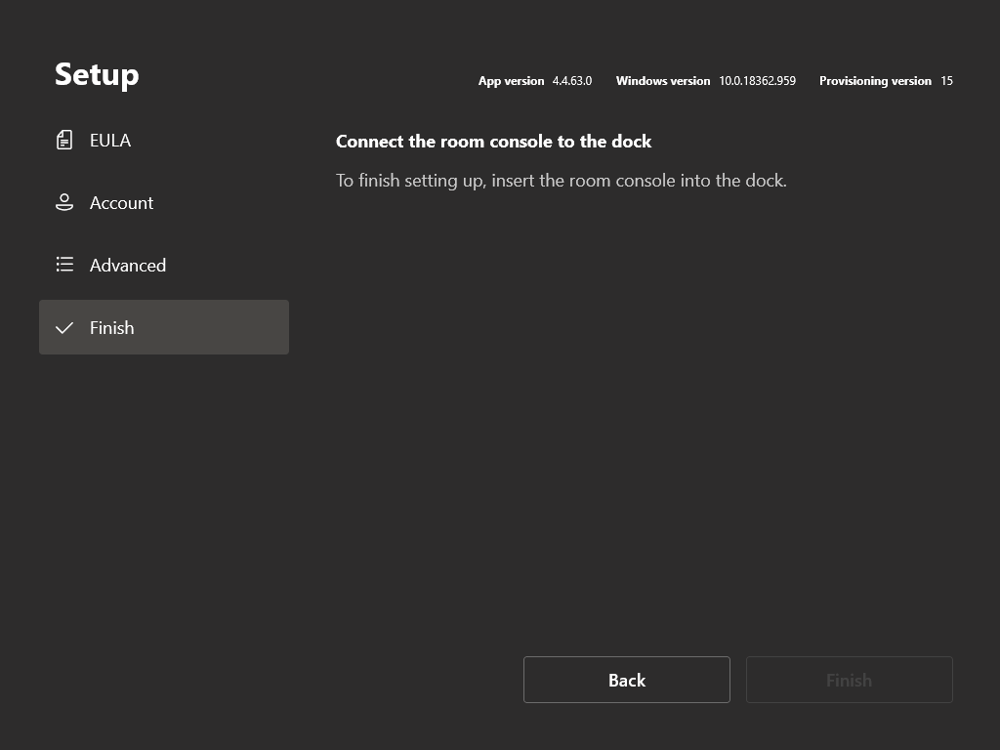 Setup
App version 4.4.63.0 Windows version 10.0.18362.959 Provisioning version 15
EULA
Account
Advanced
Finish
Connect the room console to the dock
To finish setting up, insert the room console into the dock.
Back
Finish